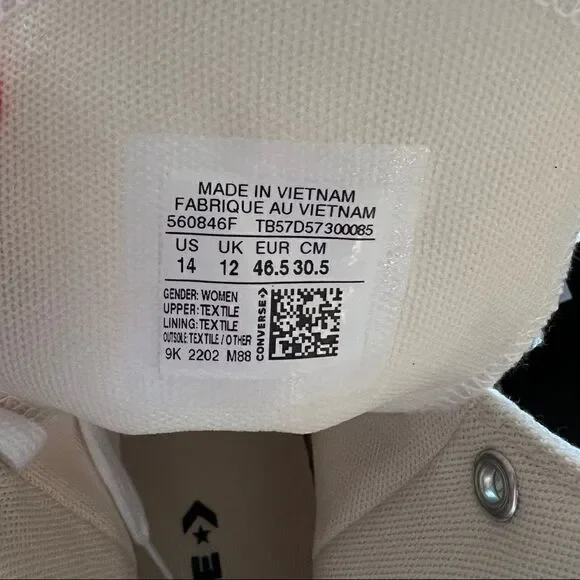 MADE IN VIETNAM
FABRIQUE AU VIETNAM
560846F TB57D57300085
US UK EUR CM
14 12 46.5 30.5
GENDER: WOMEN
UPPER: TEXTILE
LINING: TEXTILE
OUTSOLE: TEXTILE / OTHER
9K 2202 M88
CONVERSE
E